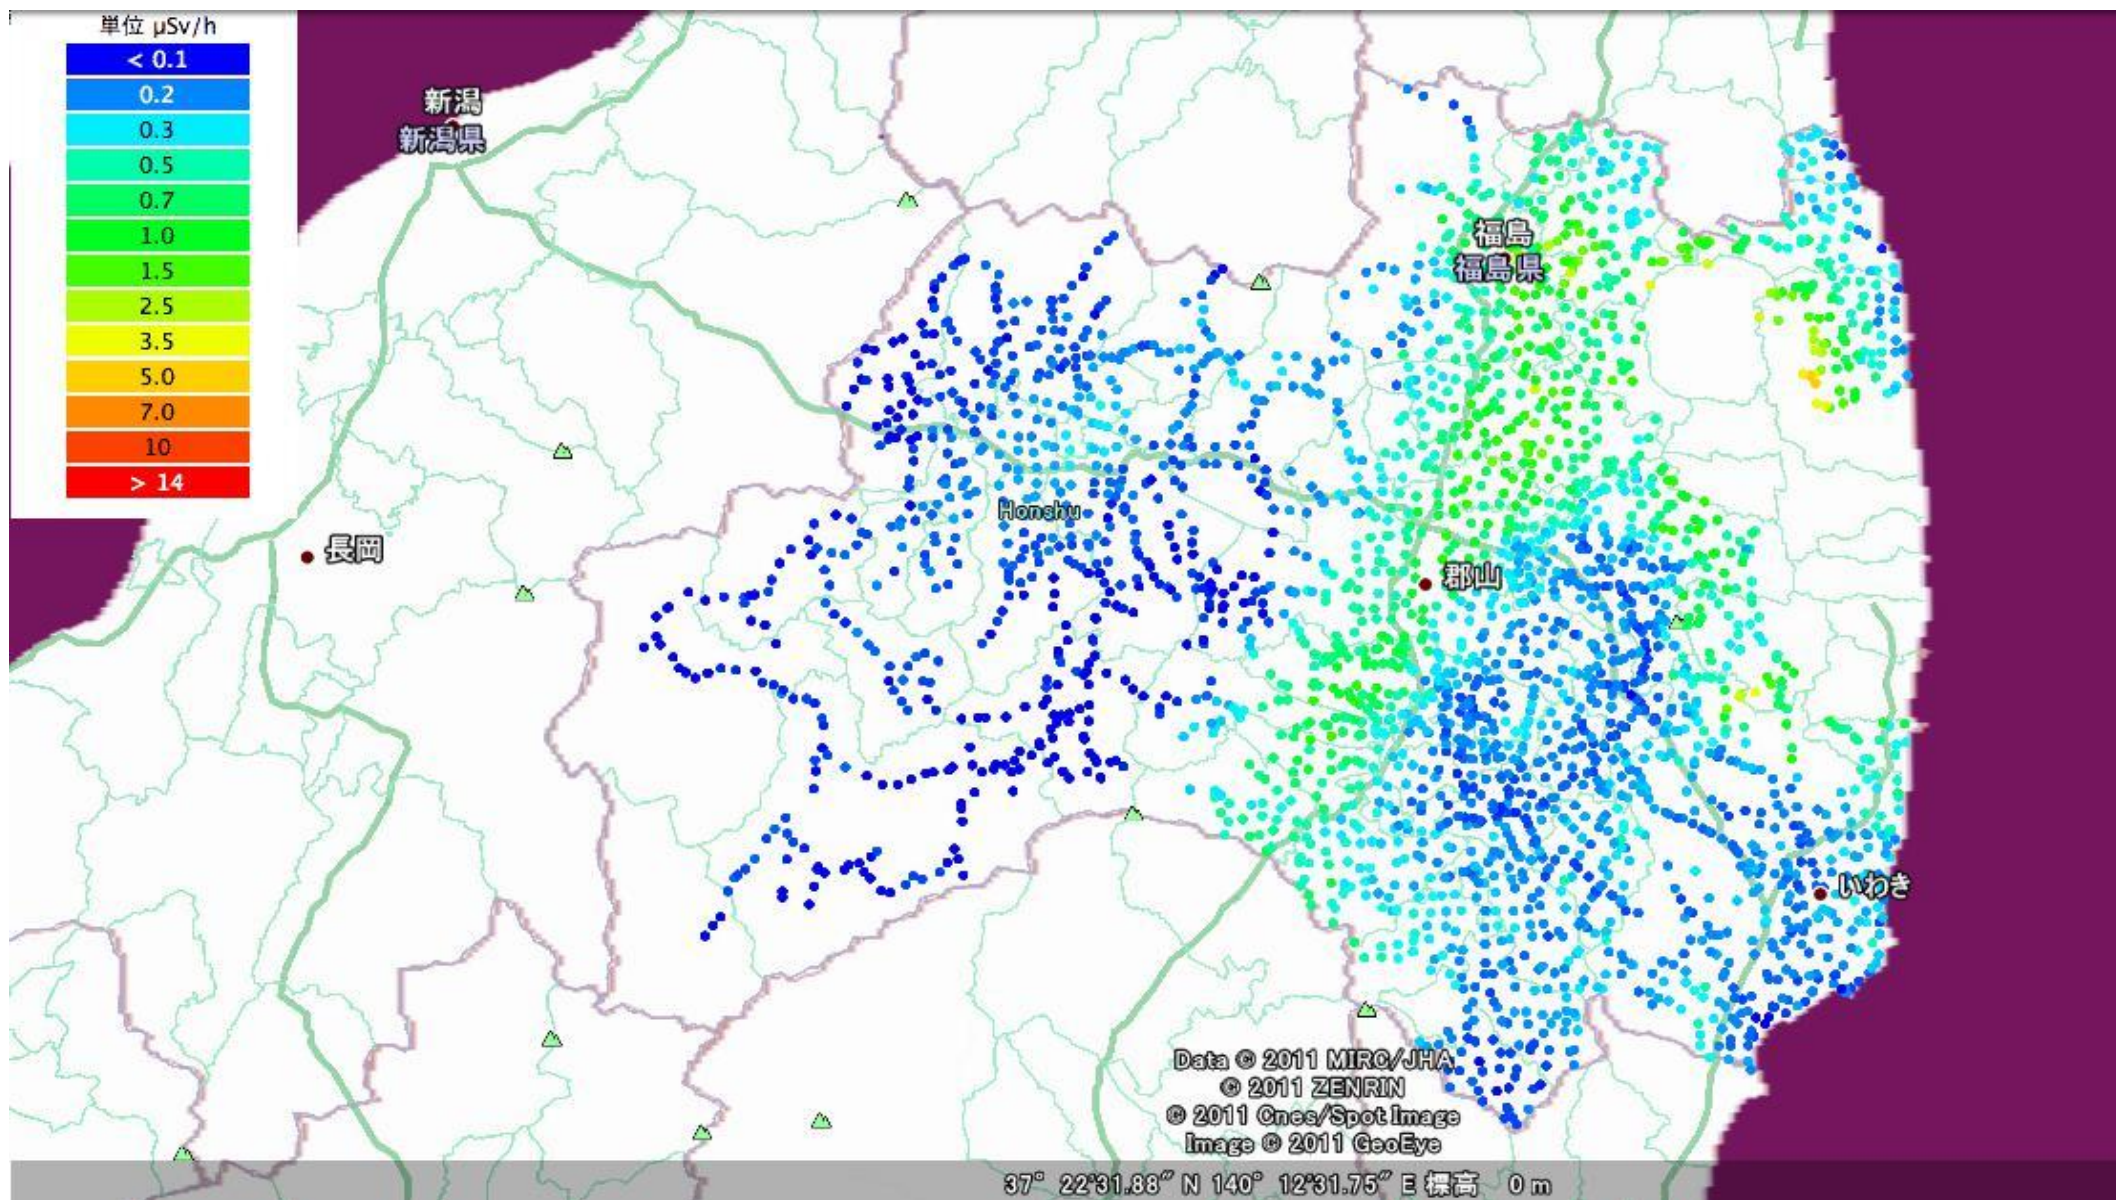 単位 μSv/h
< 0.1
0.2
0.3
0.5
0.7
1.0
1.5
2.5
3.5
5.0
7.0
10
> 14
新潟
新潟県
福島
福島県
Honshu
長岡
郡山
いわき
Data © 2011 MIRC/JHA
© 2011 ZENRIN
© 2011 Cnes/Spot Image
Image © 2011 GeoEye
37° 22'31.88" N 140° 12'31.75" E 標高 0 m